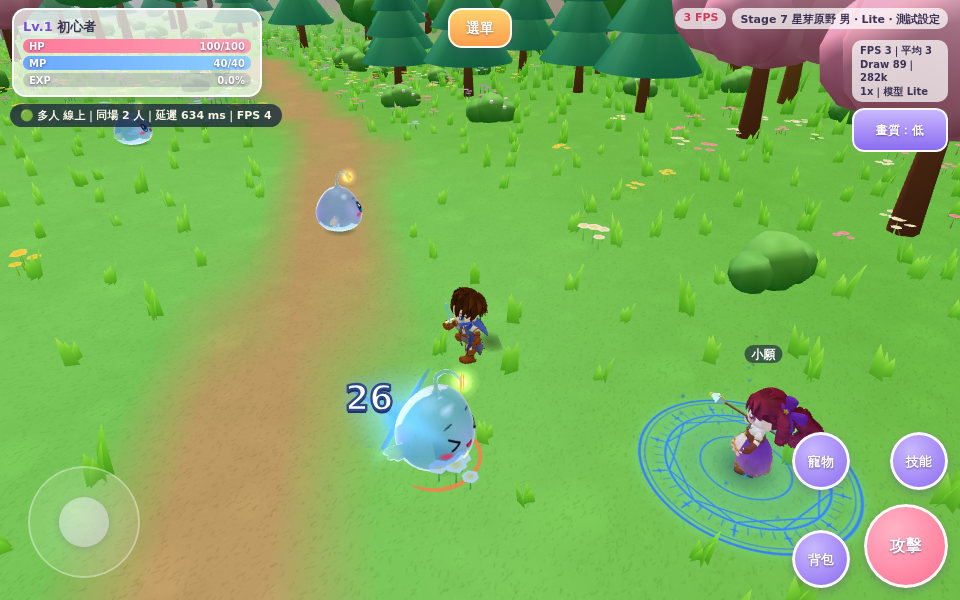 Lv.1 初心者
HP 100/100
MP 40/40
EXP 0.0%
多人 線上 | 同場 2 人 | 延遲 634 ms | FPS 4
選單
3 FPS
Stage 7 星芽原野 男・Lite・測試設定
FPS 3 | 平均 3
Draw 89 |
282k
1x | 模型 Lite
畫質：低
26
小願
寵物
技能
攻擊
背包